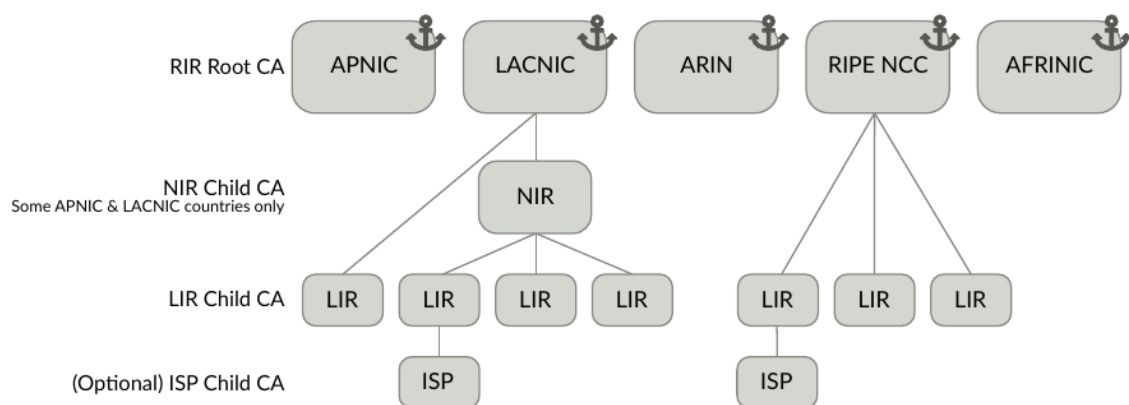 RIR Root CA APNIC LACNIC ARIN RIPE NCC AFRINIC
NIR Child CA
Some APNIC & LACNIC countries only
NIR
LIR Child CA LIR LIR LIR LIR LIR LIR LIR
(Optional) ISP Child CA ISP ISP